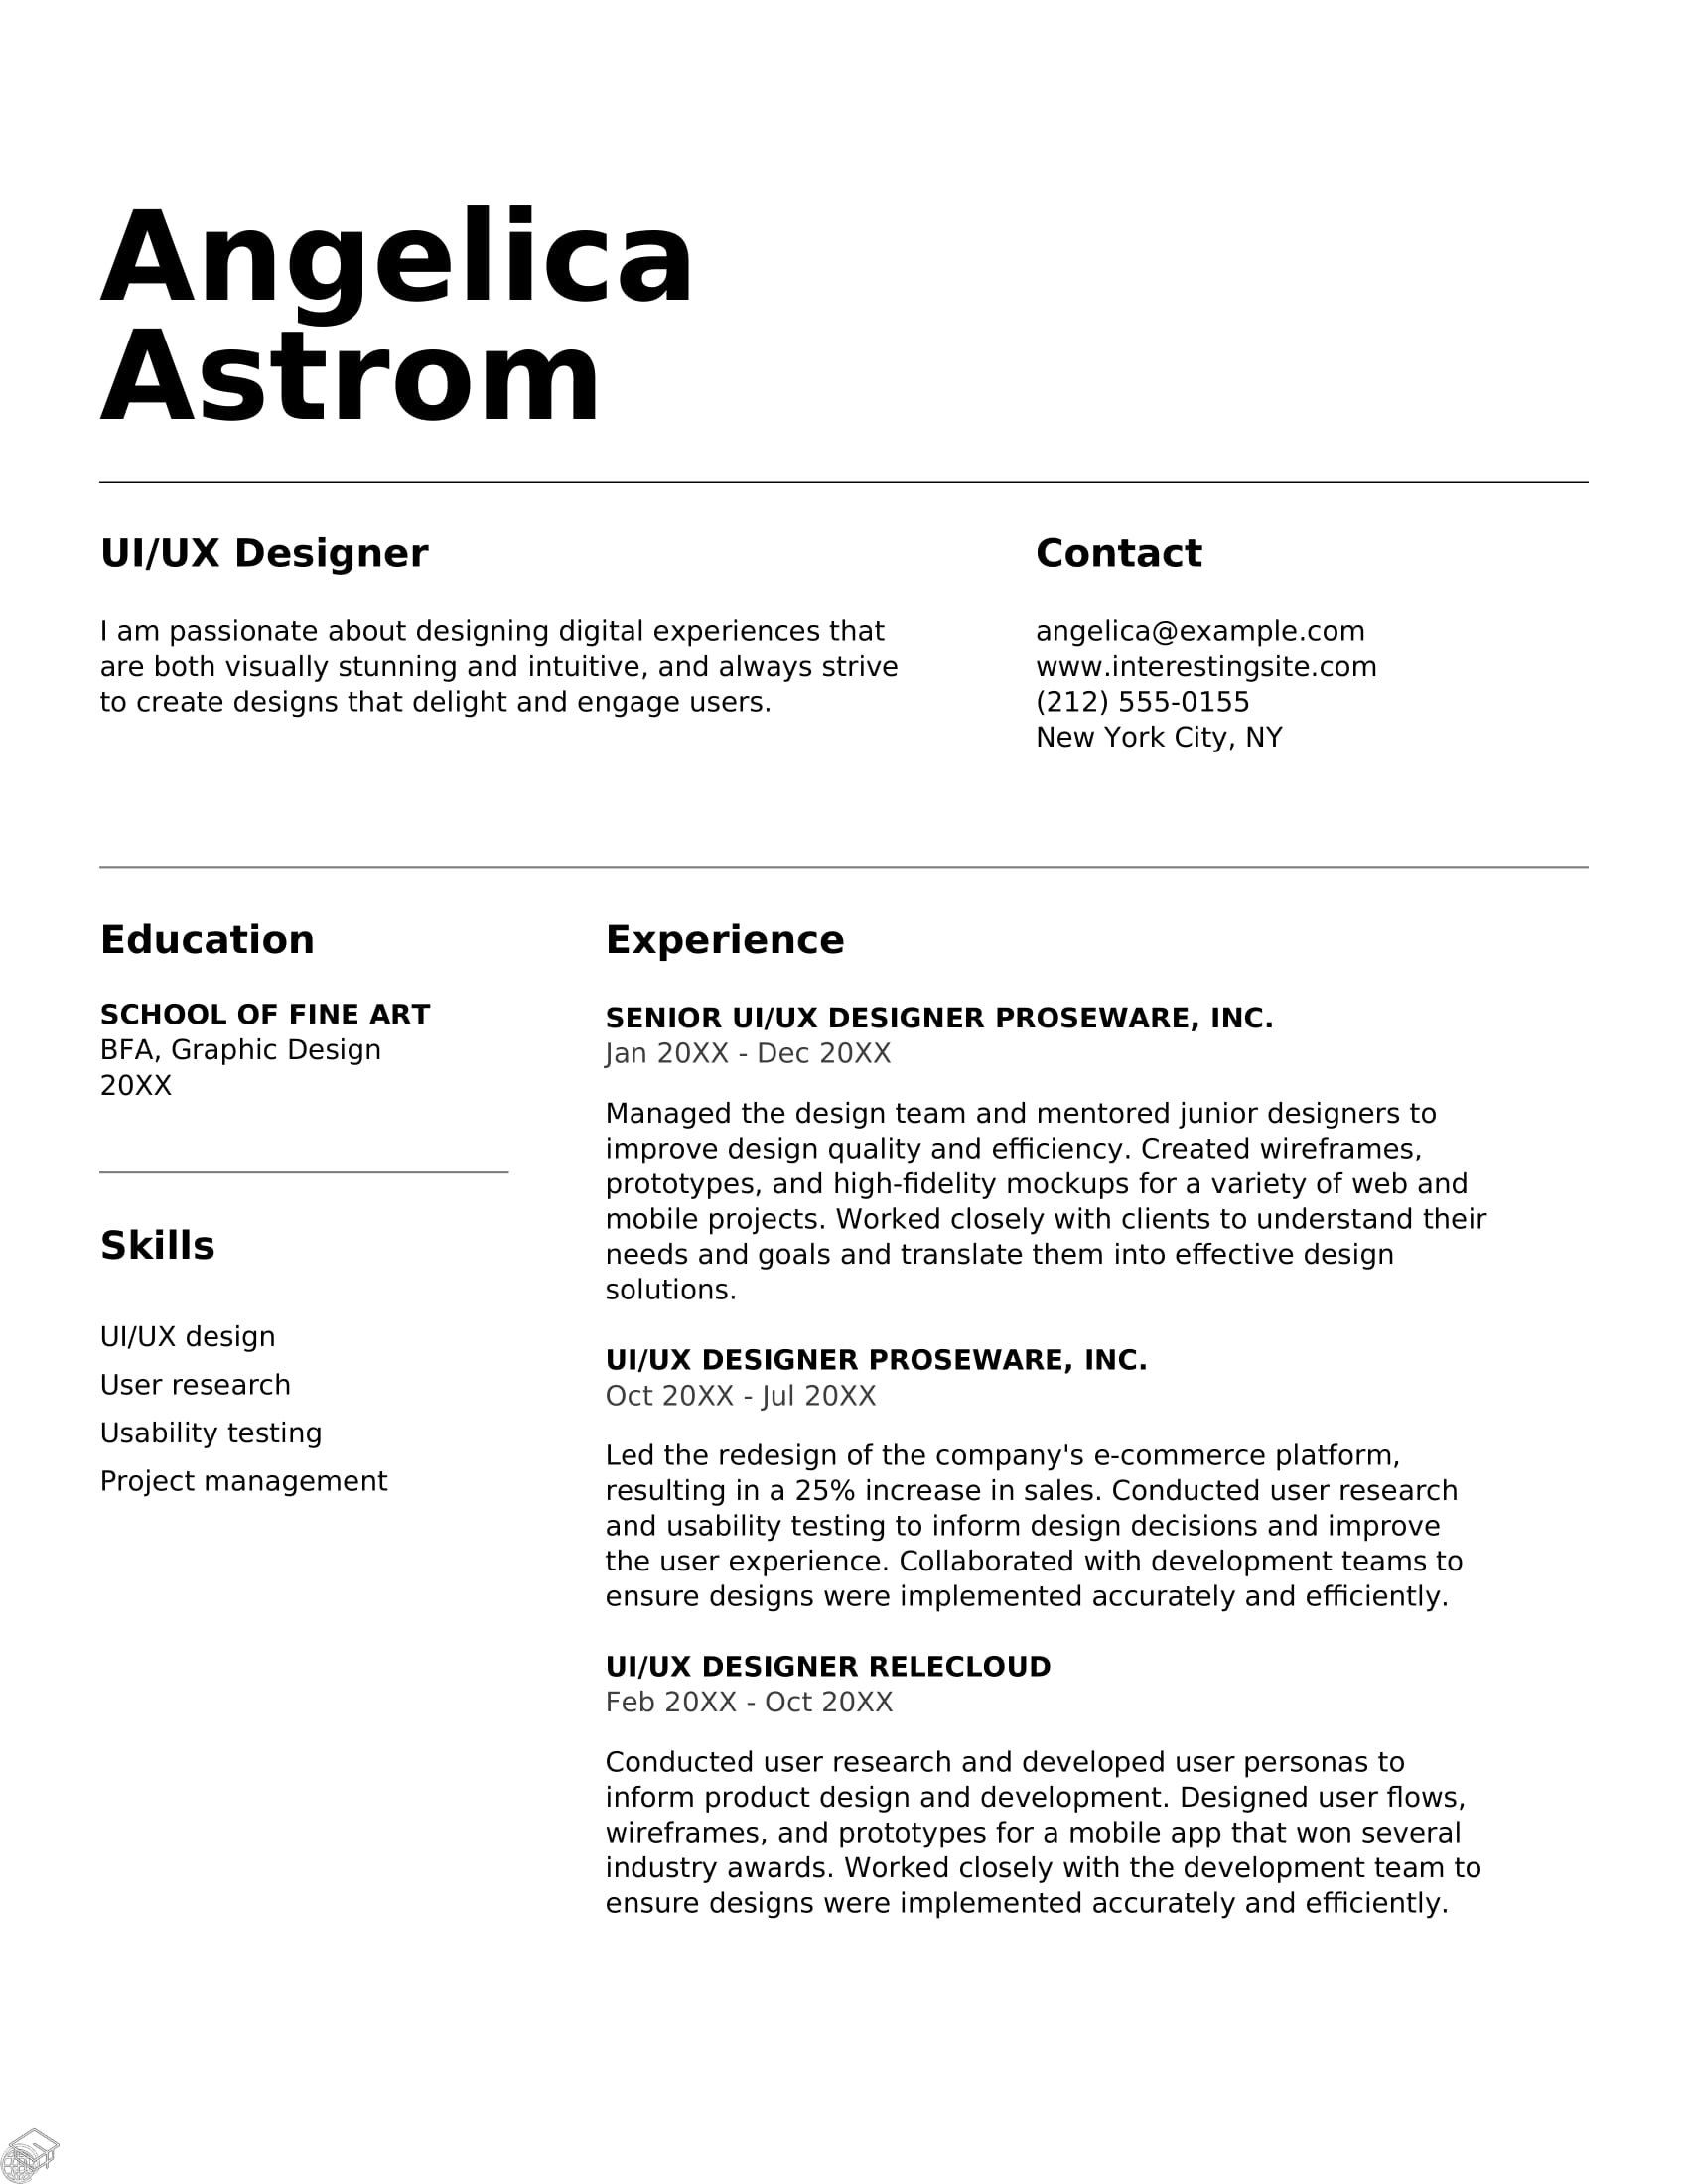 Angelica
Astrom
UI/UX Designer
I am passionate about designing digital experiences that
are both visually stunning and intuitive, and always strive
to create designs that delight and engage users.
Contact
angelica@example.com
www.interestingsite.com
(212) 555-0155
New York City, NY
Education
SCHOOL OF FINE ART
BFA, Graphic Design
20XX
Skills
UI/UX design
User research
Usability testing
Project management
Experience
SENIOR UI/UX DESIGNER PROSEWARE, INC.
Jan 20XX - Dec 20XX
Managed the design team and mentored junior designers to
improve design quality and efficiency. Created wireframes,
prototypes, and high-fidelity mockups for a variety of web and
mobile projects. Worked closely with clients to understand their
needs and goals and translate them into effective design
solutions.
UI/UX DESIGNER PROSEWARE, INC.
Oct 20XX - Jul 20XX
Led the redesign of the company's e-commerce platform,
resulting in a 25% increase in sales. Conducted user research
and usability testing to inform design decisions and improve
the user experience. Collaborated with development teams to
ensure designs were implemented accurately and efficiently.
UI/UX DESIGNER RELECLOUD
Feb 20XX - Oct 20XX
Conducted user research and developed user personas to
inform product design and development. Designed user flows,
wireframes, and prototypes for a mobile app that won several
industry awards. Worked closely with the development team to
ensure designs were implemented accurately and efficiently.